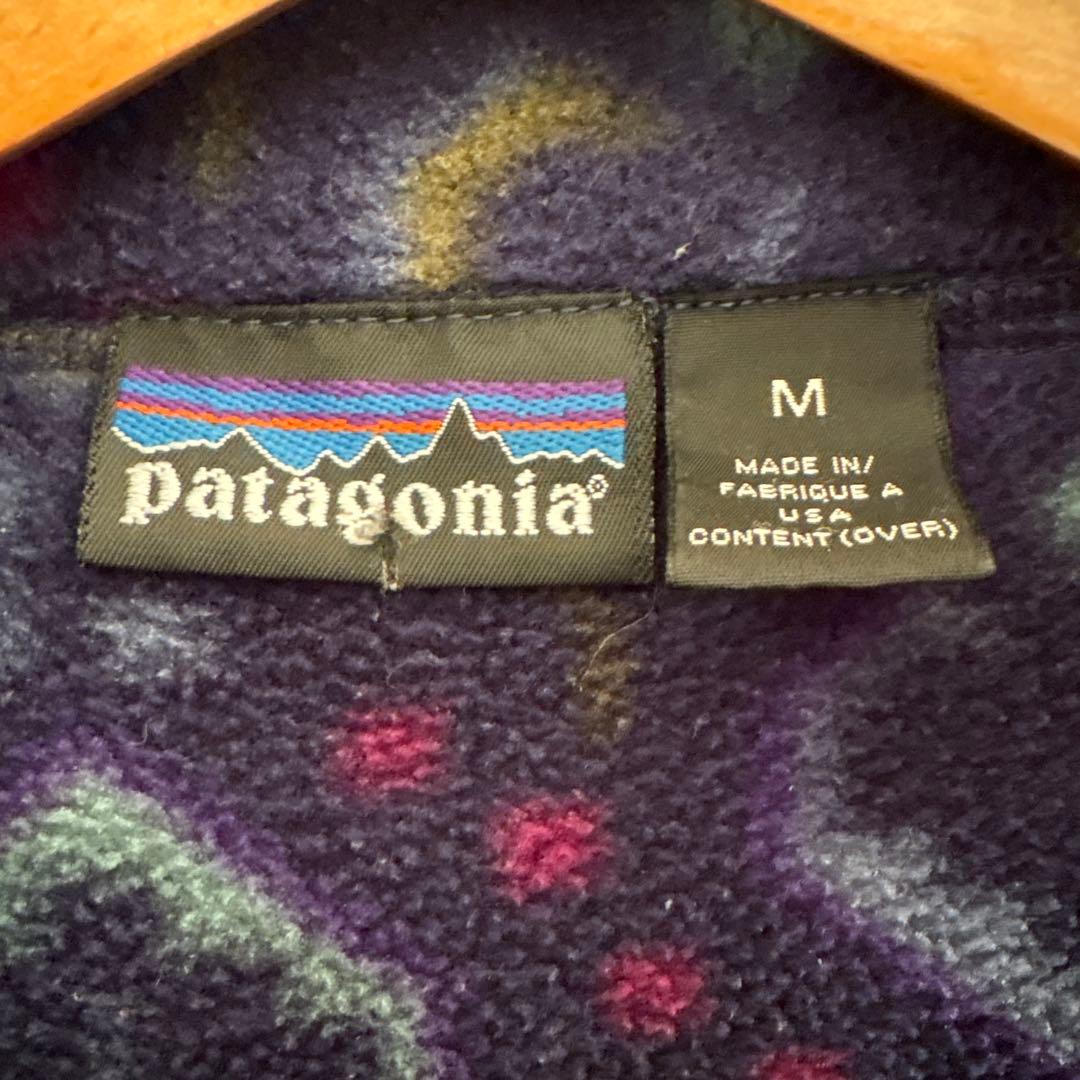 patagonia®
M
MADE IN/
FABRIQUE A
USA
CONTENT (OVER)